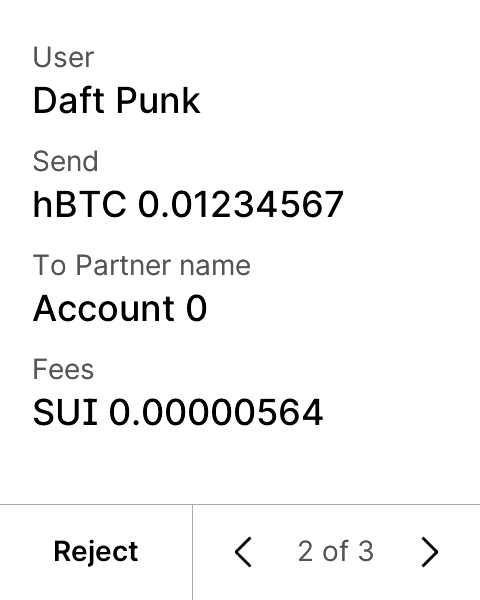 User
Daft Punk
Send
hBTC 0.01234567
To Partner name
Account 0
Fees
SUI 0.00000564
Reject
2 of 3